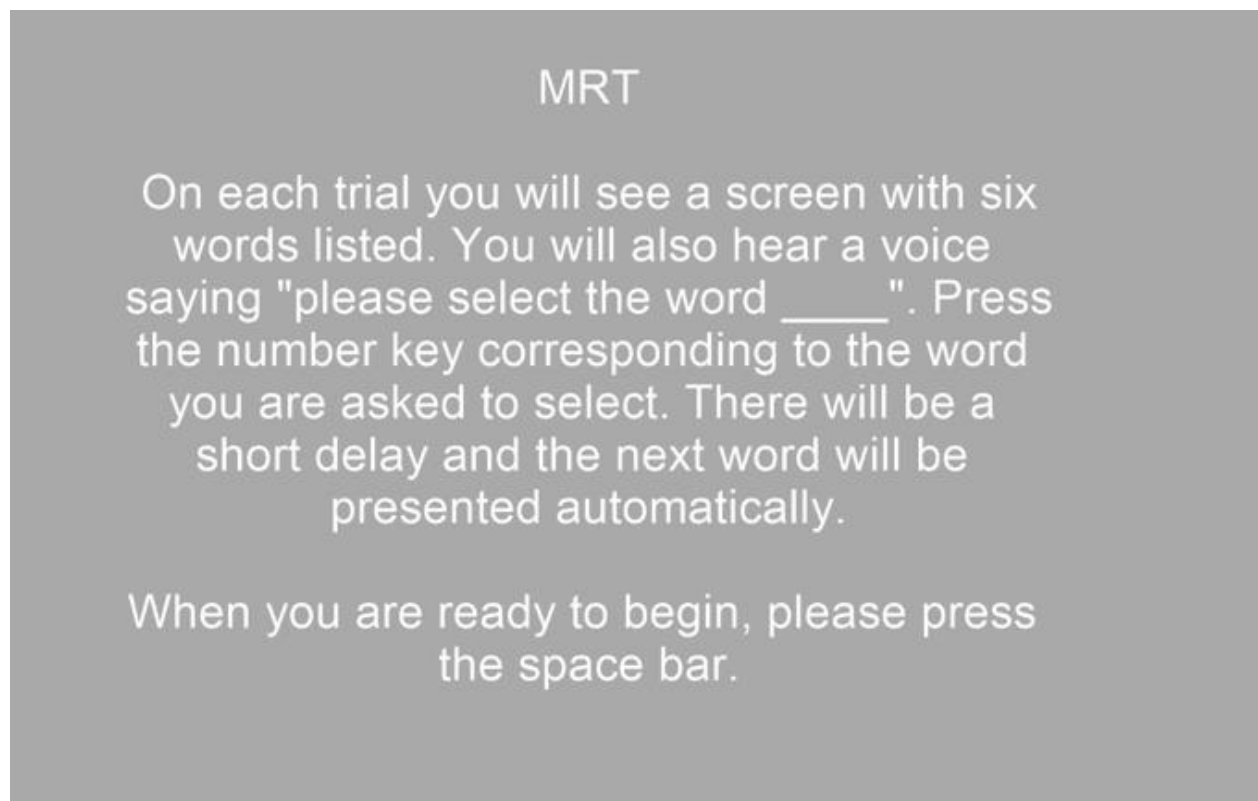 MRT
On each trial you will see a screen with six
words listed. You will also hear a voice
saying "please select the word ____". Press
the number key corresponding to the word
you are asked to select. There will be a
short delay and the next word will be
presented automatically.
When you are ready to begin, please press
the space bar.